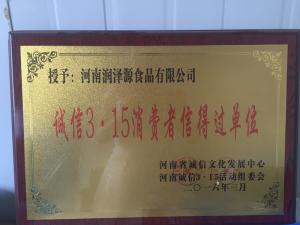 授予：河南润泽源食品有限公司
诚信3·15消费者信得过单位
河南省诚信文化发展中心
河南诚信3·15活动组委会
二〇一六年三月